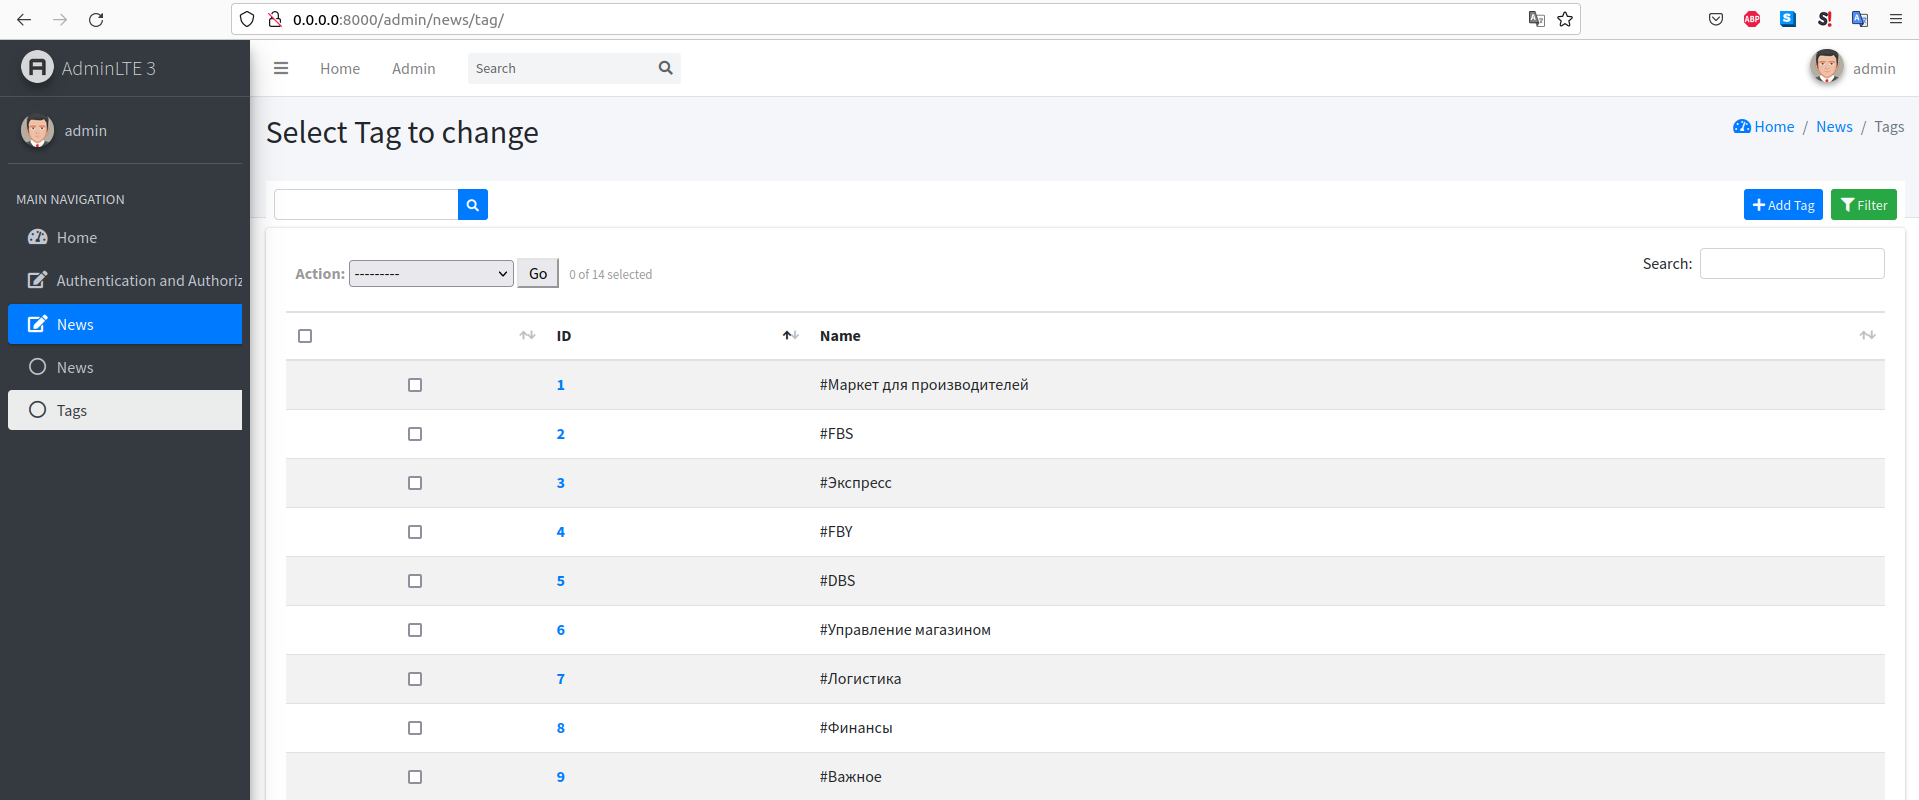 0.0.0.0:8000/admin/news/tag/
ABP
S
S!
AdminLTE 3
Home
Admin
Search
admin
admin
Select Tag to change
Home / News / Tags
MAIN NAVIGATION
Add Tag
Filter
Home
Authentication and Authoriz
News
News
Tags
Action:
---------
Go
0 of 14 selected
Search:
ID
Name
1 #Маркет для производителей
2 #FBS
3 #Экспресс
4 #FBY
5 #DBS
6 #Управление магазином
7 #Логистика
8 #Финансы
9 #Важное